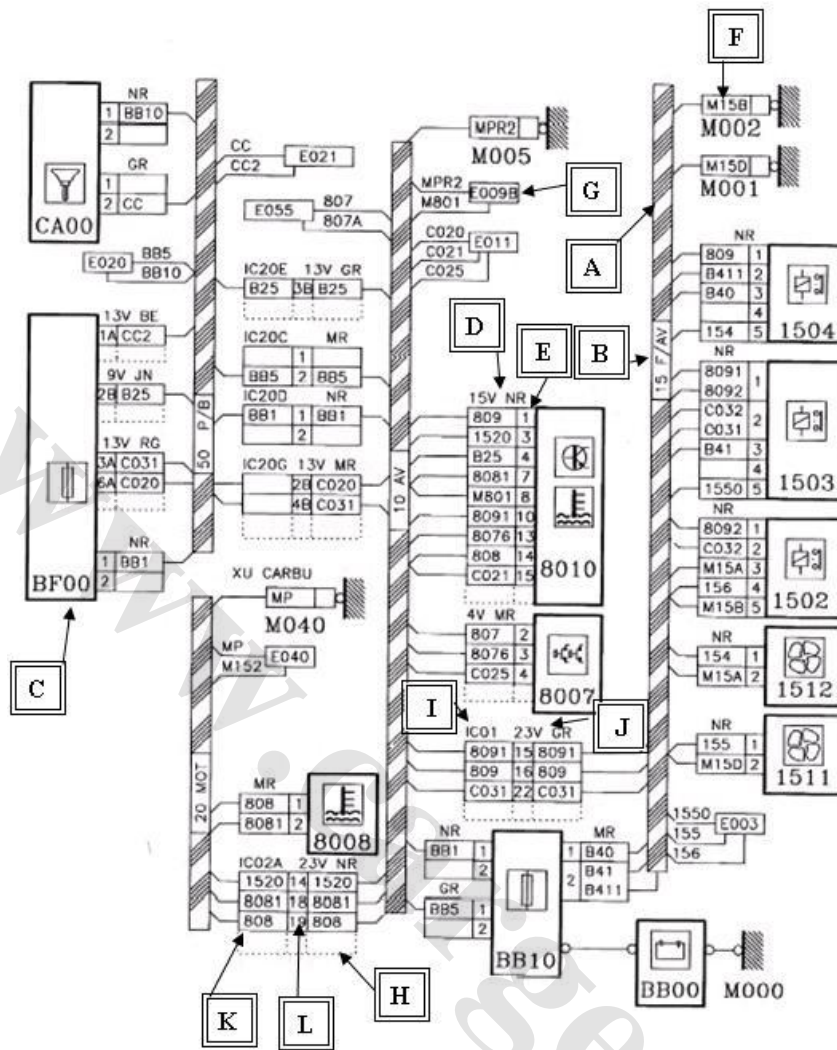 F
NR
1 BB10
2
GR
1
2 CC
CA00
CC
CC2
E021
MPR2
M005
M15B
M002
M15D
M001
MPR2
M801
E009B
G
E055
807
807A
A
C020
C021
C025
E011
E020
BB5
BB10
IC20E 13V GR
B25 3B B25
D
E
B
NR
809 1
B411 2
B40 3
4
154 5
1504
13V BE
1A CC2
9V JN
2B B25
13V RG
3A C031
6A C020
NR
1 BB1
2
BF00
C
50 P/B
IC20C MR
1
BB5 2 BB5
IC20D NR
BB1 1 BB1
2
IC20G 13V MR
2B C020
4B C031
10 AV
15V NR
809 1
1520 3
B25 4
8081 7
M801 8
8091 10
8076 13
808 14
C021 15
8010
15 F/AV
NR
8091
8092 1
C032
C031 2
B41 3
4
1550 5
1503
NR
8092 1
C032 2
M15A 3
156 4
M15B 5
1502
XU CARBU
MP
M040
MP
M152
E040
4V MR
807 2
8076 3
C025 4
8007
NR
154 1
M15A 2
1512
I
J
IC01 23V GR
8091 15 8091
809 16 809
C031 22 C031
NR
155 1
M15D 2
1511
20 MOT
MR
808 1
8081 2
8008
1550
155
156
E003
IC02A 23V NR
1520 14 1520
8081 18 8081
808 19 808
NR
BB1 1
2
GR
BB5 1
2
MR
1 B40
2 B41
B411
BB10
BB00
M000
K
L
H
www.carge